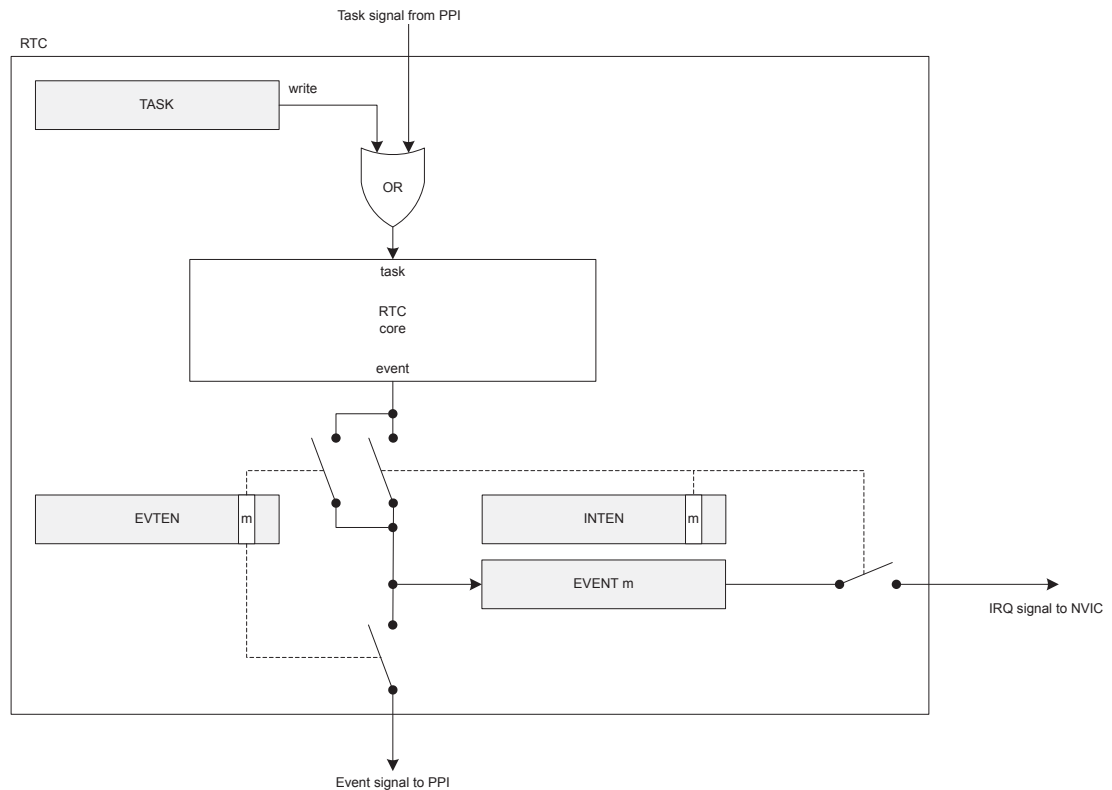 Task signal from PPI
RTC
TASK
write
OR
task
RTC
core
event
EVTEN
m
INTEN
m
EVENT m
IRQ signal to NVIC
Event signal to PPI